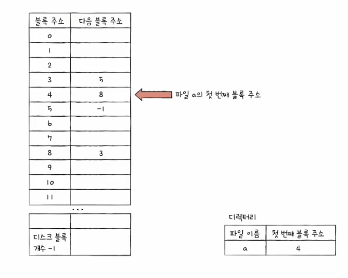 블록 주소 다음 블록 주소
0
1
2
3 5
4 8
파일 a의 첫 번째 블록 주소
5 -1
6
7
8 3
9
10
11
...
디스크 블록
개수 -1
디렉터리
파일 이름 첫 번째 블록 주소
a 4